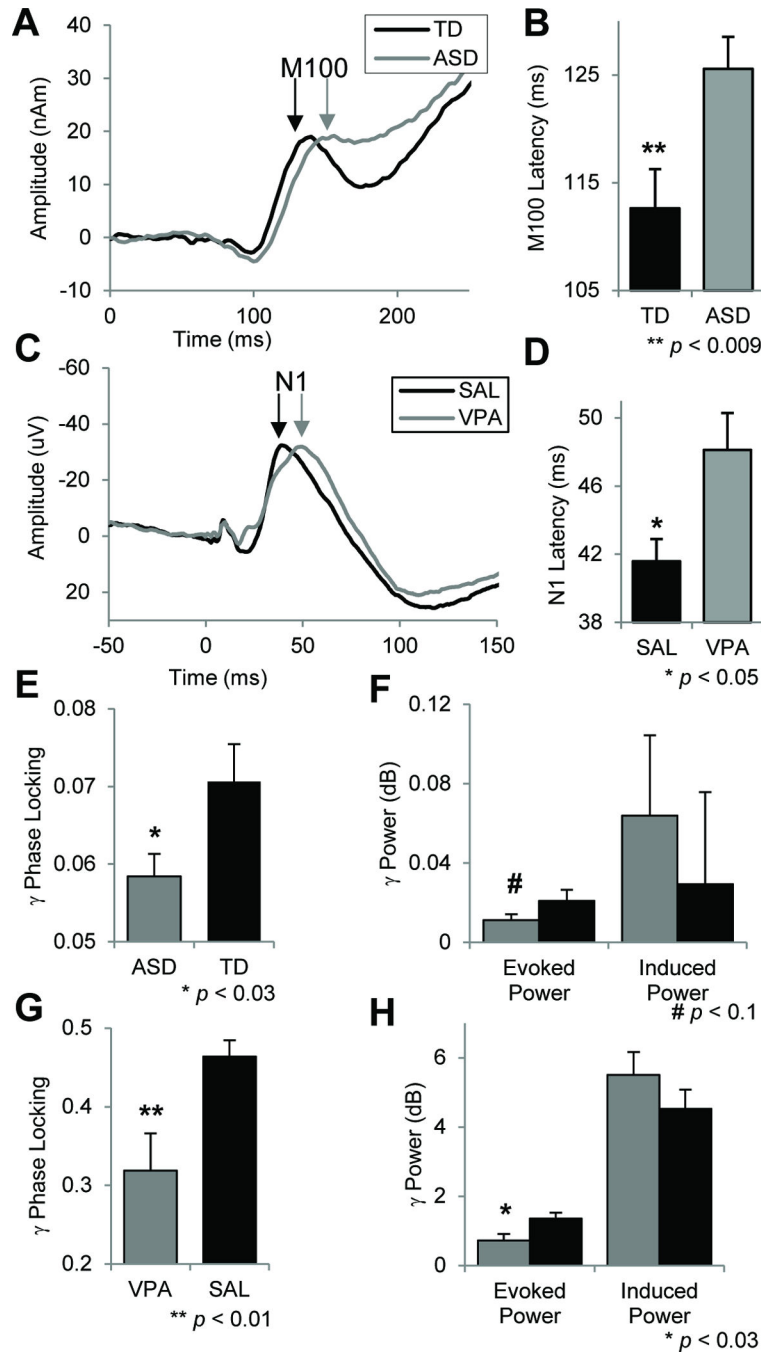 A
TD
ASD
M100
Amplitude (nAm)
40
30
20
10
0
-10
0
100
200
Time (ms)
B
M100 Latency (ms)
125
115
105
**
TD
ASD
** p < 0.009
C
N1
SAL
VPA
Amplitude (uV)
-60
-40
-20
0
20
-50
0
50
100
150
Time (ms)
D
N1 Latency (ms)
50
46
42
38
*
SAL
VPA
* p < 0.05
E
γ Phase Locking
0.08
0.07
0.06
0.05
*
ASD
TD
* p < 0.03
F
γ Power (dB)
0.12
0.08
0.04
0
#
Evoked
Power
Induced
Power
# p < 0.1
G
γ Phase Locking
0.5
0.4
0.3
0.2
**
VPA
SAL
** p < 0.01
H
γ Power (dB)
6
4
2
0
*
Evoked
Power
Induced
Power
* p < 0.03